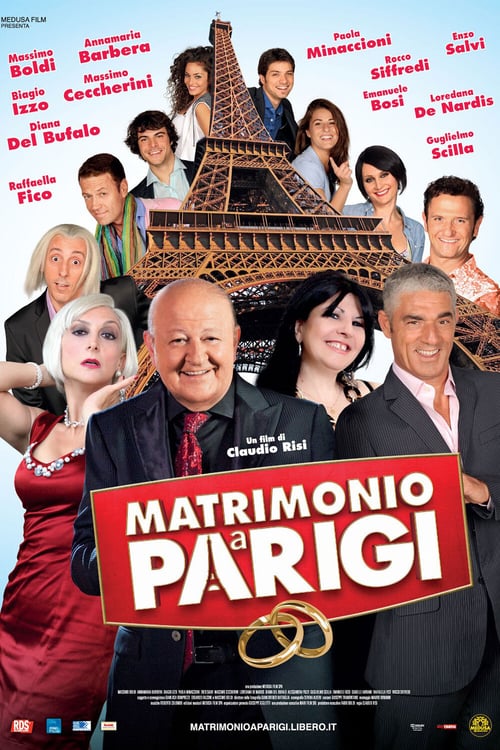 MEDUSA FILM
PRESENTA
Massimo
Boldi
Annamaria
Barbera
Biagio
Izzo
Massimo
Ceccherini
Diana
Del Bufalo
Raffaella
Fico
Paola
Minaccioni
Enzo
Salvi
Rocco
Siffredi
Emanuele
Bosi
Loredana
De Nardis
Guglielmo
Scilla
Un film di
Claudio Risi
MATRIMONIO
a
PARIGI
MATRIMONIOAPARIGI.LIBERO.IT
RDS
MEDUSA